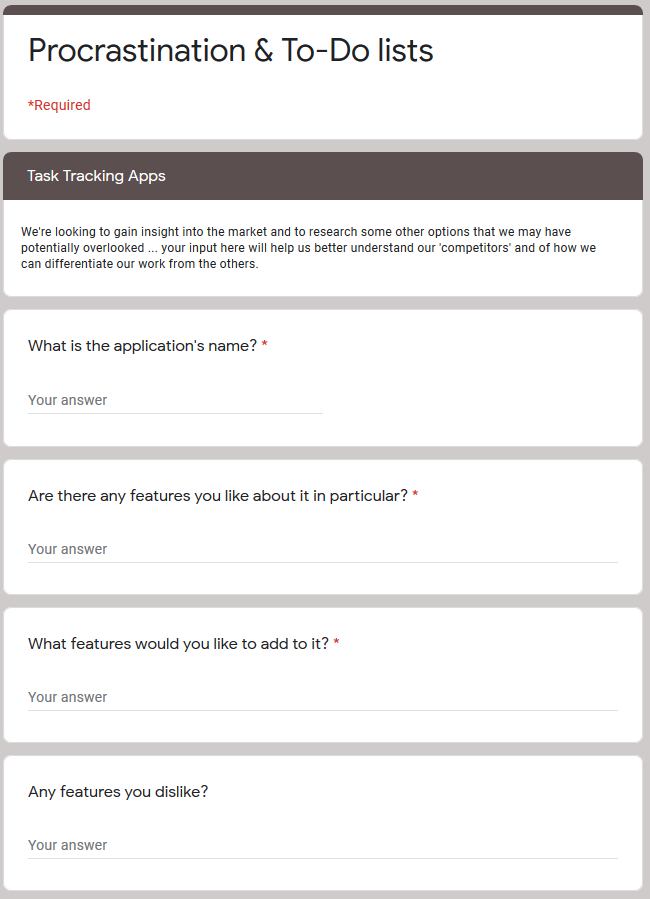 Procrastination & To-Do lists
*Required
Task Tracking Apps
We're looking to gain insight into the market and to research some other options that we may have
potentially overlooked ... your input here will help us better understand our 'competitors' and of how we
can differentiate our work from the others.
What is the application's name? *
Your answer
Are there any features you like about it in particular? *
Your answer
What features would you like to add to it? *
Your answer
Any features you dislike?
Your answer